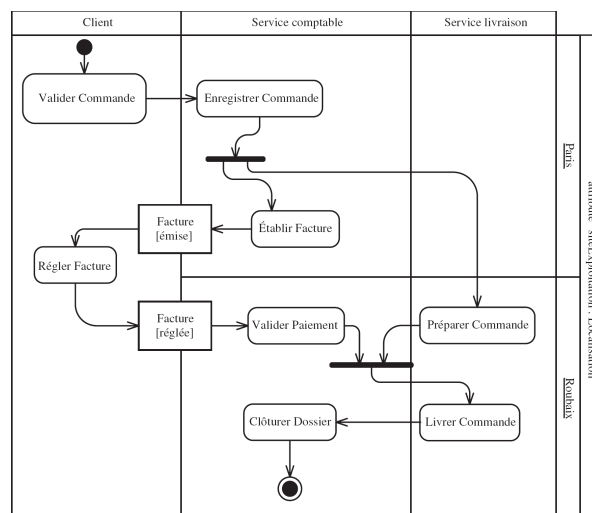 Client
Service comptable
Service livraison
Valider Commande
Enregistrer Commande
Paris
Facture
[émise]
Établir Facture
Régler Facture
Facture
[réglée]
Valider Paiement
Préparer Commande
Roubaix
Clôturer Dossier
Livrer Commande